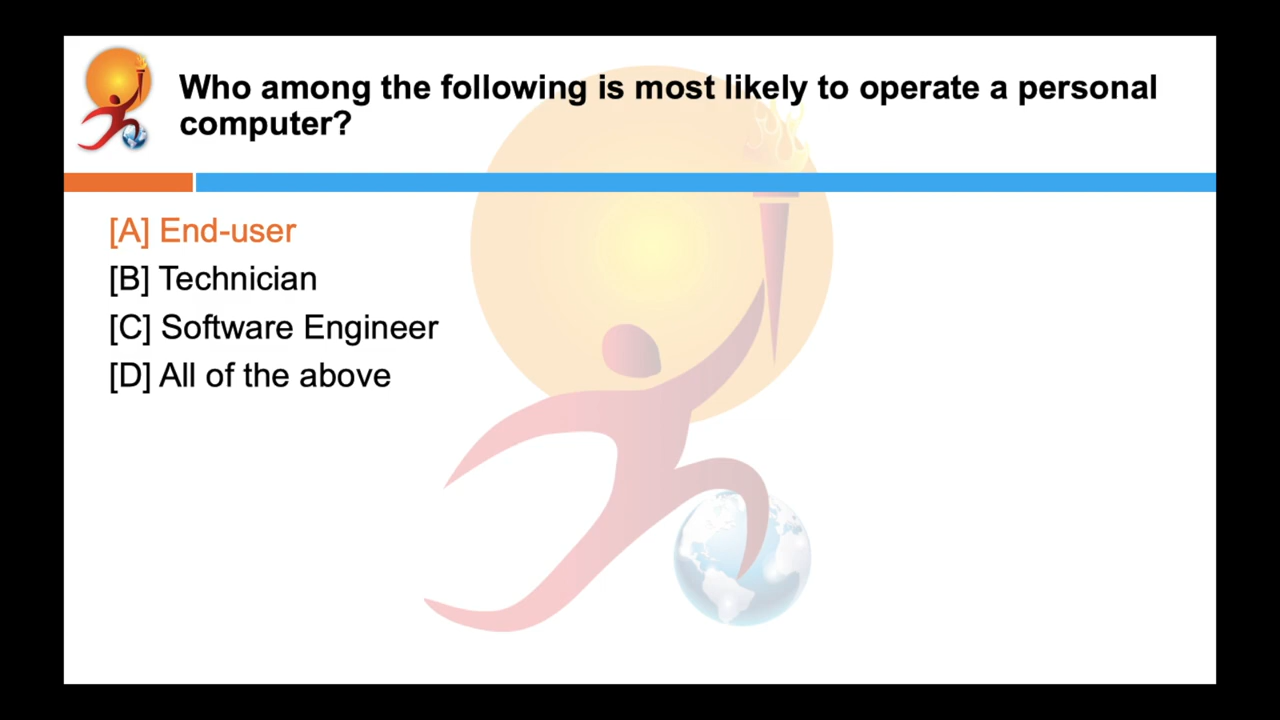 Who among the following is most likely to operate a personal
computer?
[A] End-user
[B] Technician
[C] Software Engineer
[D] All of the above